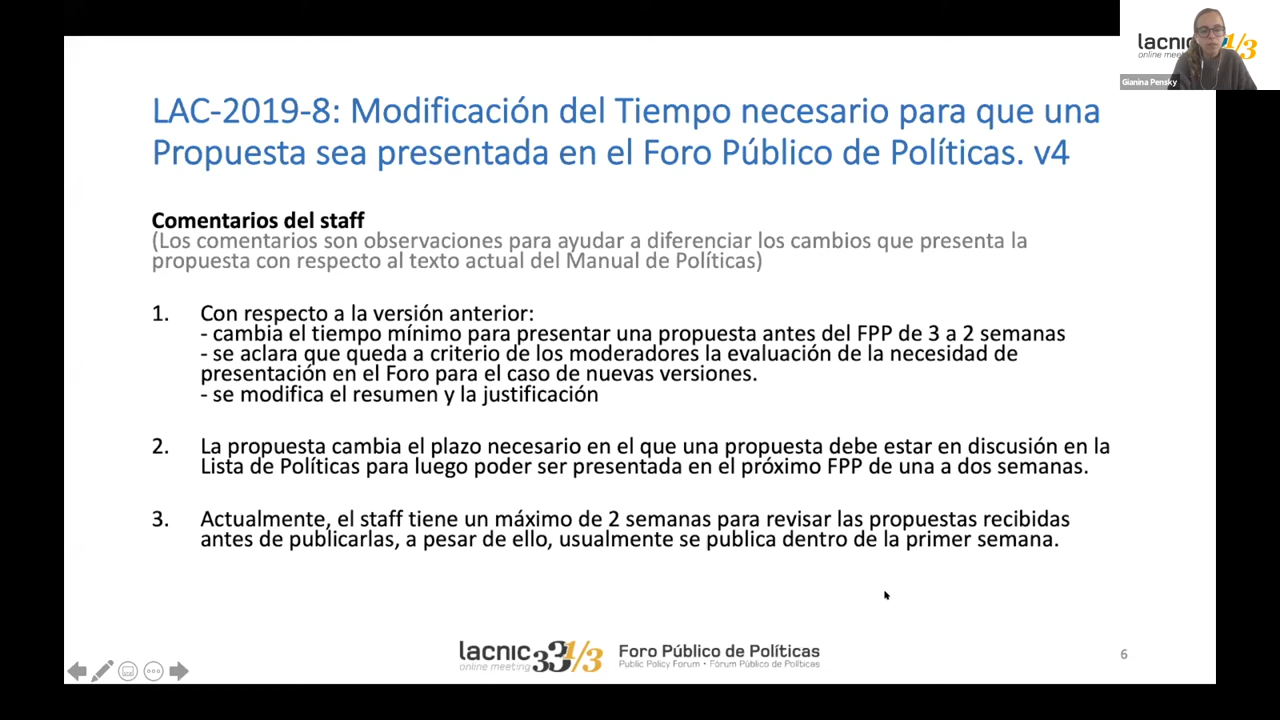 lacnic 1/3
online mee
Gianina Pensky
LAC-2019-8: Modificación del Tiempo necesario para que una
Propuesta sea presentada en el Foro Público de Políticas. v4
Comentarios del staff
(Los comentarios son observaciones para ayudar a diferenciar los cambios que presenta la
propuesta con respecto al texto actual del Manual de Políticas)
1. Con respecto a la versión anterior:
- cambia el tiempo mínimo para presentar una propuesta antes del FPP de 3 a 2 semanas
- se aclara que queda a criterio de los moderadores la evaluación de la necesidad de
presentación en el Foro para el caso de nuevas versiones.
- se modifica el resumen y la justificación
2. La propuesta cambia el plazo necesario en el que una propuesta debe estar en discusión en la
Lista de Políticas para luego poder ser presentada en el próximo FPP de una a dos semanas.
3. Actualmente, el staff tiene un máximo de 2 semanas para revisar las propuestas recibidas
antes de publicarlas, a pesar de ello, usualmente se publica dentro de la primer semana.
lacnic 33 1/3
online meeting
Foro Público de Políticas
Public Policy Forum • Fórum Público de Políticas
6